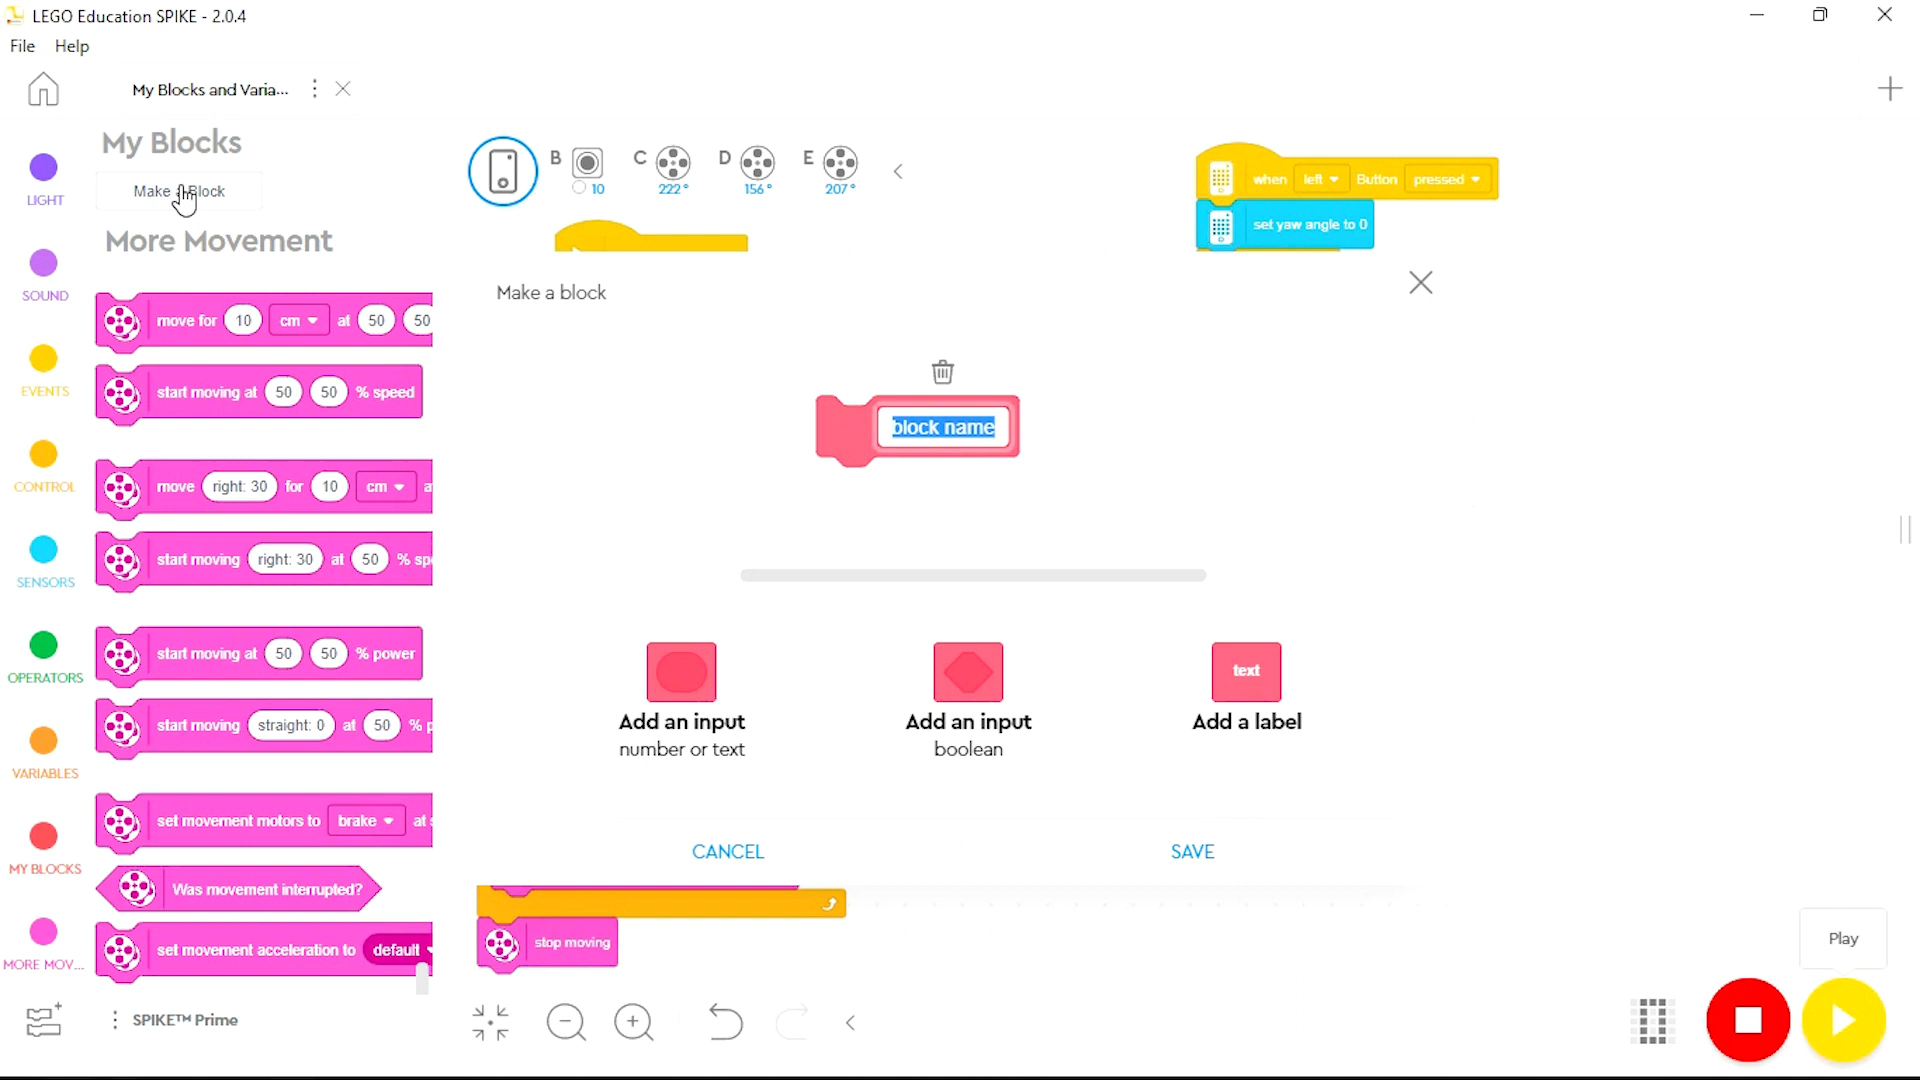 LEGO Education SPIKE - 2.0.4
File Help
My Blocks and Varia...
My Blocks
Make a Block
More Movement
LIGHT
SOUND
EVENTS
CONTROL
SENSORS
OPERATORS
VARIABLES
MY BLOCKS
MORE MOV...
move for 10 cm at 50 50
start moving at 50 50 % speed
move right: 30 for 10 cm
start moving right: 30 at 50 %
start moving at 50 50 % power
start moving straight: 0 at 50 %
set movement motors to brake at
Was movement interrupted?
set movement acceleration to default
SPIKE™ Prime
B 10
C 222°
D 156°
E 207°
when left Button pressed
set yaw angle to 0
Make a block
block name
Add an input
number or text
Add an input
boolean
text
Add a label
CANCEL
SAVE
stop moving
Play